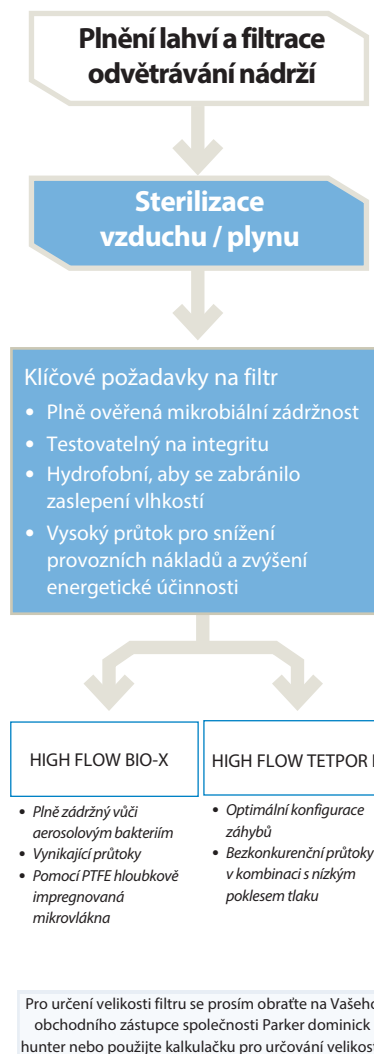 Plnění lahví a filtrace
odvětrávání nádrží
Sterilizace
vzduchu / plynu
Klíčové požadavky na filtr
• Plně ověřená mikrobiální zádržnost
• Testovatelný na integritu
• Hydrofobní, aby se zabránilo
zaslepení vlhkostí
• Vysoký průtok pro snížení
provozních nákladů a zvýšení
energetické účinnosti
HIGH FLOW BIO-X
• Plně zádržný vůči
aerosolovým bakteriím
• Vynikající průtoky
• Pomocí PTFE hloubkově
impregnovaná
mikrovlákna
HIGH FLOW TETPOR
• Optimální konfigurace
záhybů
• Bezkonkurenční průtoky
v kombinaci s nízkým
poklesem tlaku
Pro určení velikosti filtru se prosím obraťte na Vašeho
obchodního zástupce společnosti Parker dominick
hunter nebo použijte kalkulačku pro určování velikost